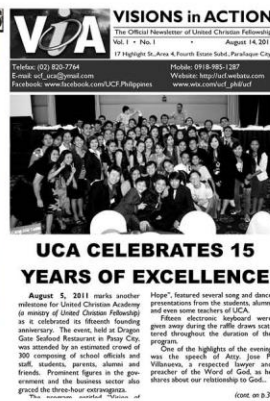 ViA
VISIONS in ACTION
The Official Newsletter of United Christian Fellowship
Vol. 1 • No. 1 • August 14, 201
17 Highlight St., Area 4, Fourth Estate Subd., Parañaque City
Telefax: (02) 820-7764
E-mail: ucf_uca@ymail.com
Facebook: www.facebook.com/UCF.Philippines
Mobile: 0918-985-1287
Website: http://ucf.webatu.com
www.wix.com/ucf_phil/ucf
UCA CELEBRATES 15
YEARS OF EXCELLENCE
August 5, 2011 marks another
milestone for United Christian Academy
(a ministry of United Christian Fellowship)
as it celebrated its fifteenth founding
anniversary. The event, held at Dragon
Gate Seafood Restaurant in Pasay City,
was attended by an estimated crowd of
300 composing of school officials and
staff, students, parents, alumni and
friends. Prominent figures in the gov-
ernment and the business sector also
graced the three-hour extravaganza.
The program, entitled "Vision of
Hope", featured several song and dance
presentations from the students, alumni
and even some teachers of UCA.
Fifteen electronic keyboard were
given away during the raffle draws scat-
tered throughout the duration of the
program.
One of the highlights of the evening
was the speech of Atty. Jose P.
Villanueva, a respected lawyer and
preacher of the Word of God, as he
shares about our relationship to God...
(cont. on p.3